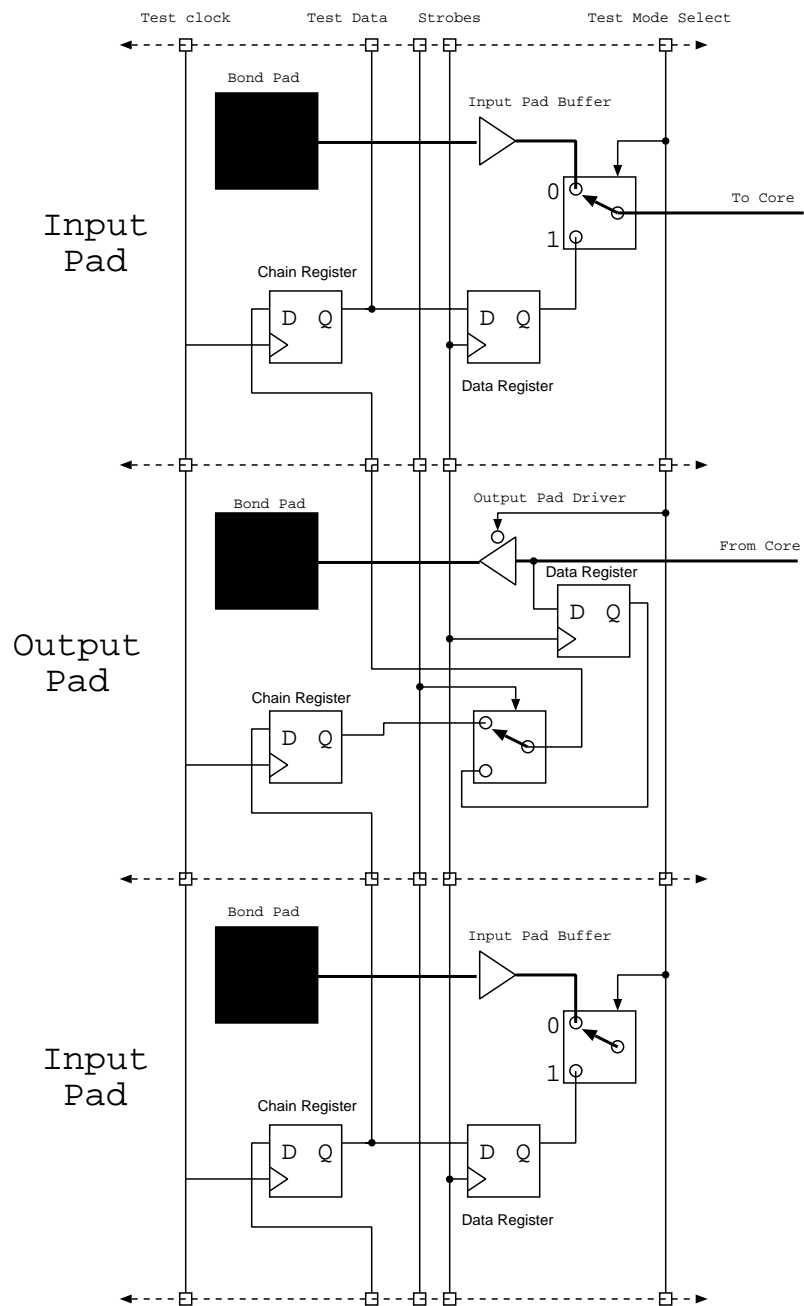 Test clock Test Data Strobes Test Mode Select
Bond Pad
Input Pad Buffer
0
To Core
Input
Pad
1
Chain Register
D Q
D Q
Data Register
Bond Pad
Output Pad Driver
From Core
Data Register
D Q
Output
Pad
Chain Register
D Q
Bond Pad
Input Pad Buffer
0
Input
Pad
1
Chain Register
D Q
D Q
Data Register